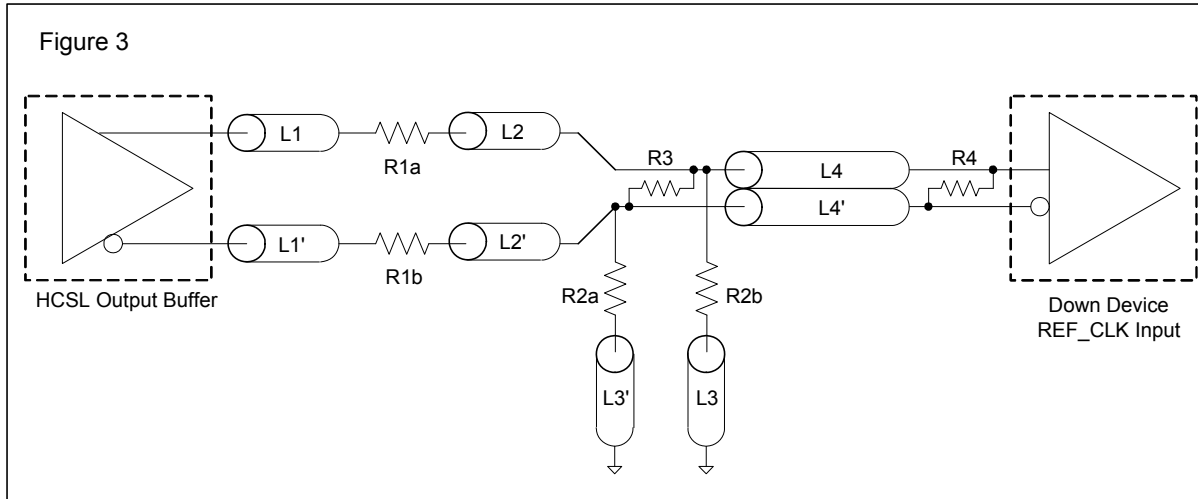 Figure 3
L1
R1a
L2
R3
L4
R4
L4'
L1'
R1b
L2'
HCSL Output Buffer
R2a
R2b
Down Device
REF_CLK Input
L3'
L3